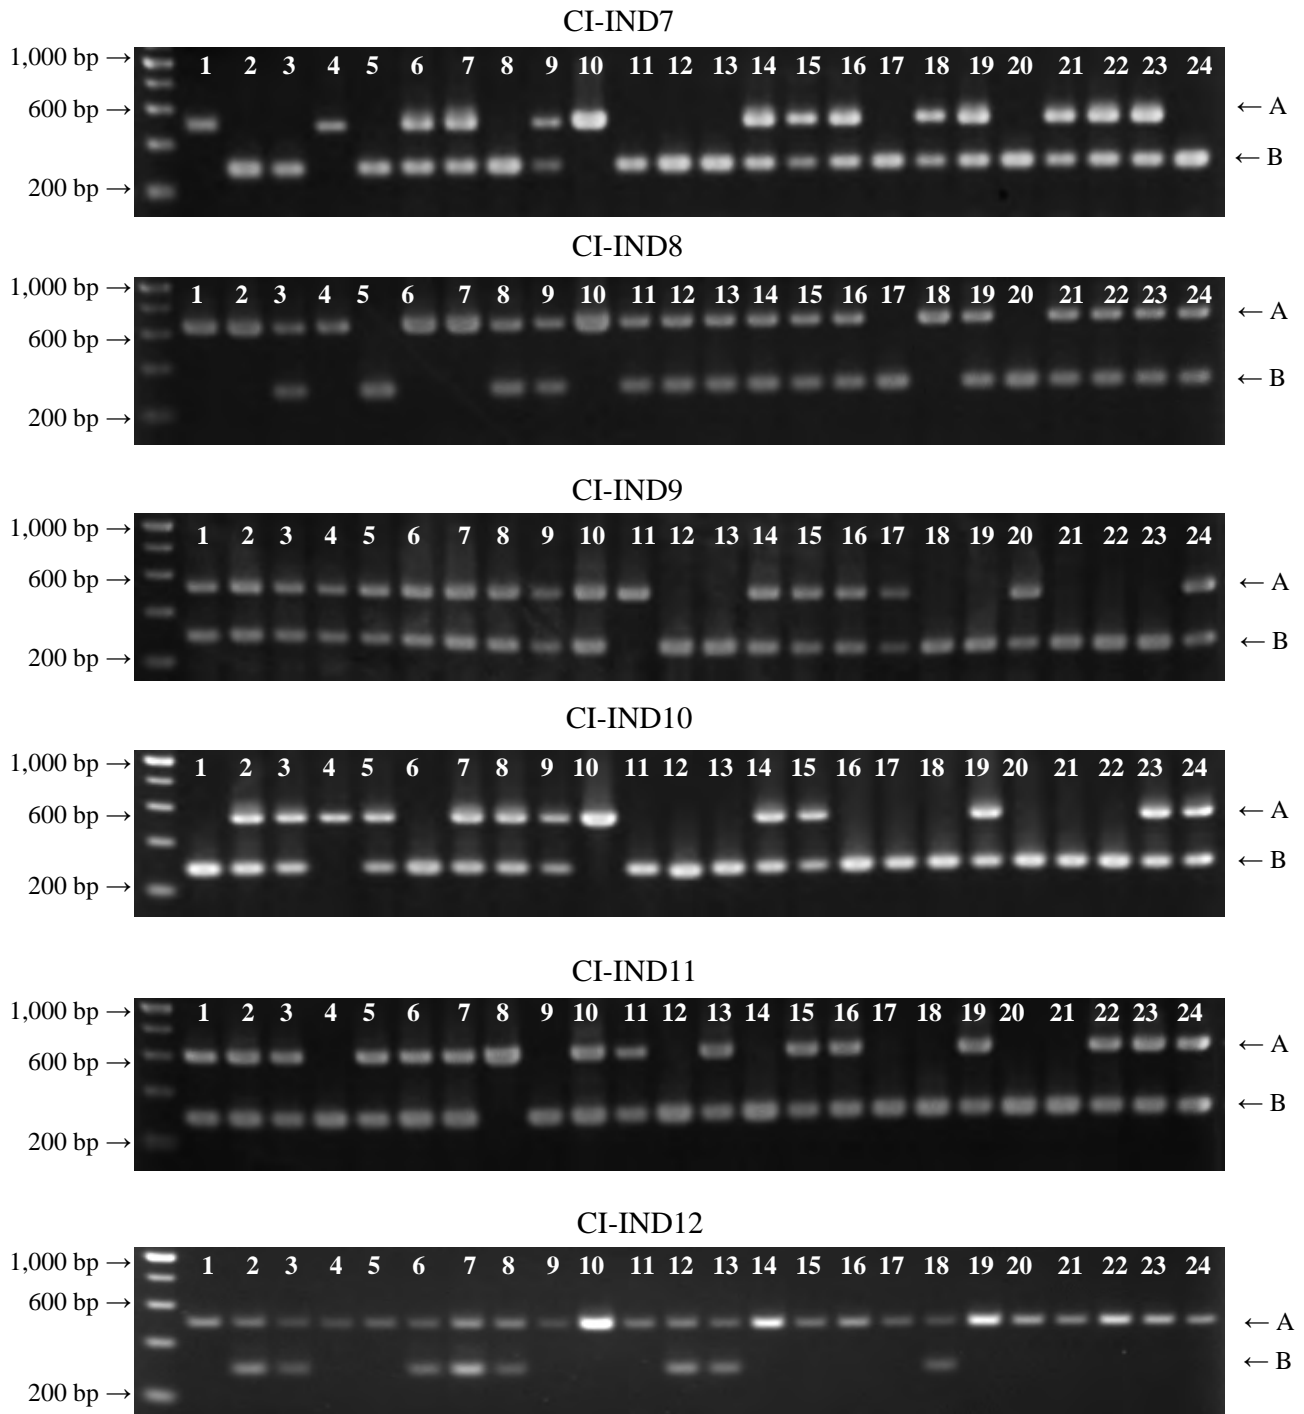 CI-IND7
1,000 bp →
1 2 3 4 5 6 7 8 9 10 11 12 13 14 15 16 17 18 19 20 21 22 23 24
600 bp →
← A
← B
200 bp →
CI-IND8
1,000 bp →
1 2 3 4 5 6 7 8 9 10 11 12 13 14 15 16 17 18 19 20 21 22 23 24
← A
600 bp →
← B
200 bp →
CI-IND9
1,000 bp →
1 2 3 4 5 6 7 8 9 10 11 12 13 14 15 16 17 18 19 20 21 22 23 24
600 bp →
← A
← B
200 bp →
CI-IND10
1,000 bp →
1 2 3 4 5 6 7 8 9 10 11 12 13 14 15 16 17 18 19 20 21 22 23 24
← A
600 bp →
← B
200 bp →
CI-IND11
1,000 bp →
1 2 3 4 5 6 7 8 9 10 11 12 13 14 15 16 17 18 19 20 21 22 23 24
← A
600 bp →
← B
200 bp →
CI-IND12
1,000 bp →
1 2 3 4 5 6 7 8 9 10 11 12 13 14 15 16 17 18 19 20 21 22 23 24
600 bp →
← A
← B
200 bp →